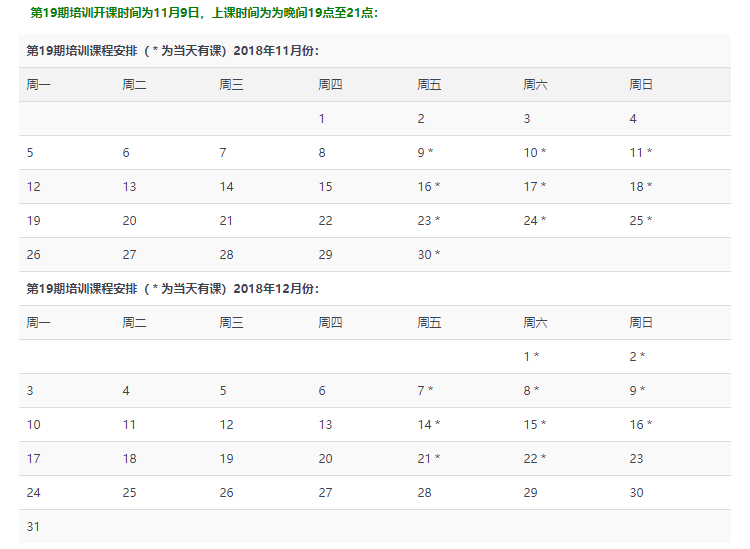 第19期培训开课时间为11月9日，上课时间为为晚间19点至21点：
第19期培训课程安排（ * 为当天有课）2018年11月份：
周一 周二 周三 周四 周五 周六 周日
1 2 3 4
5 6 7 8 9 * 10 * 11 *
12 13 14 15 16 * 17 * 18 *
19 20 21 22 23 * 24 * 25 *
26 27 28 29 30 *
第19期培训课程安排（ * 为当天有课）2018年12月份：
周一 周二 周三 周四 周五 周六 周日
1 * 2 *
3 4 5 6 7 * 8 * 9 *
10 11 12 13 14 * 15 * 16 *
17 18 19 20 21 * 22 * 23
24 25 26 27 28 29 30
31